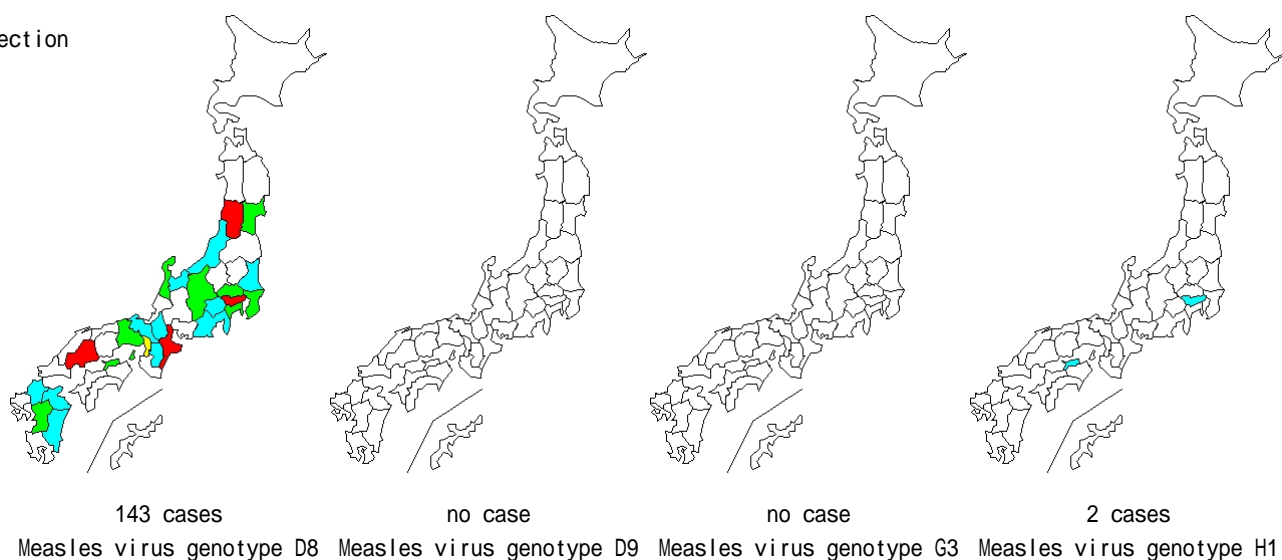 ection
143 cases
no case
no case
2 cases
Measles virus genotype D8
Measles virus genotype D9
Measles virus genotype G3
Measles virus genotype H1